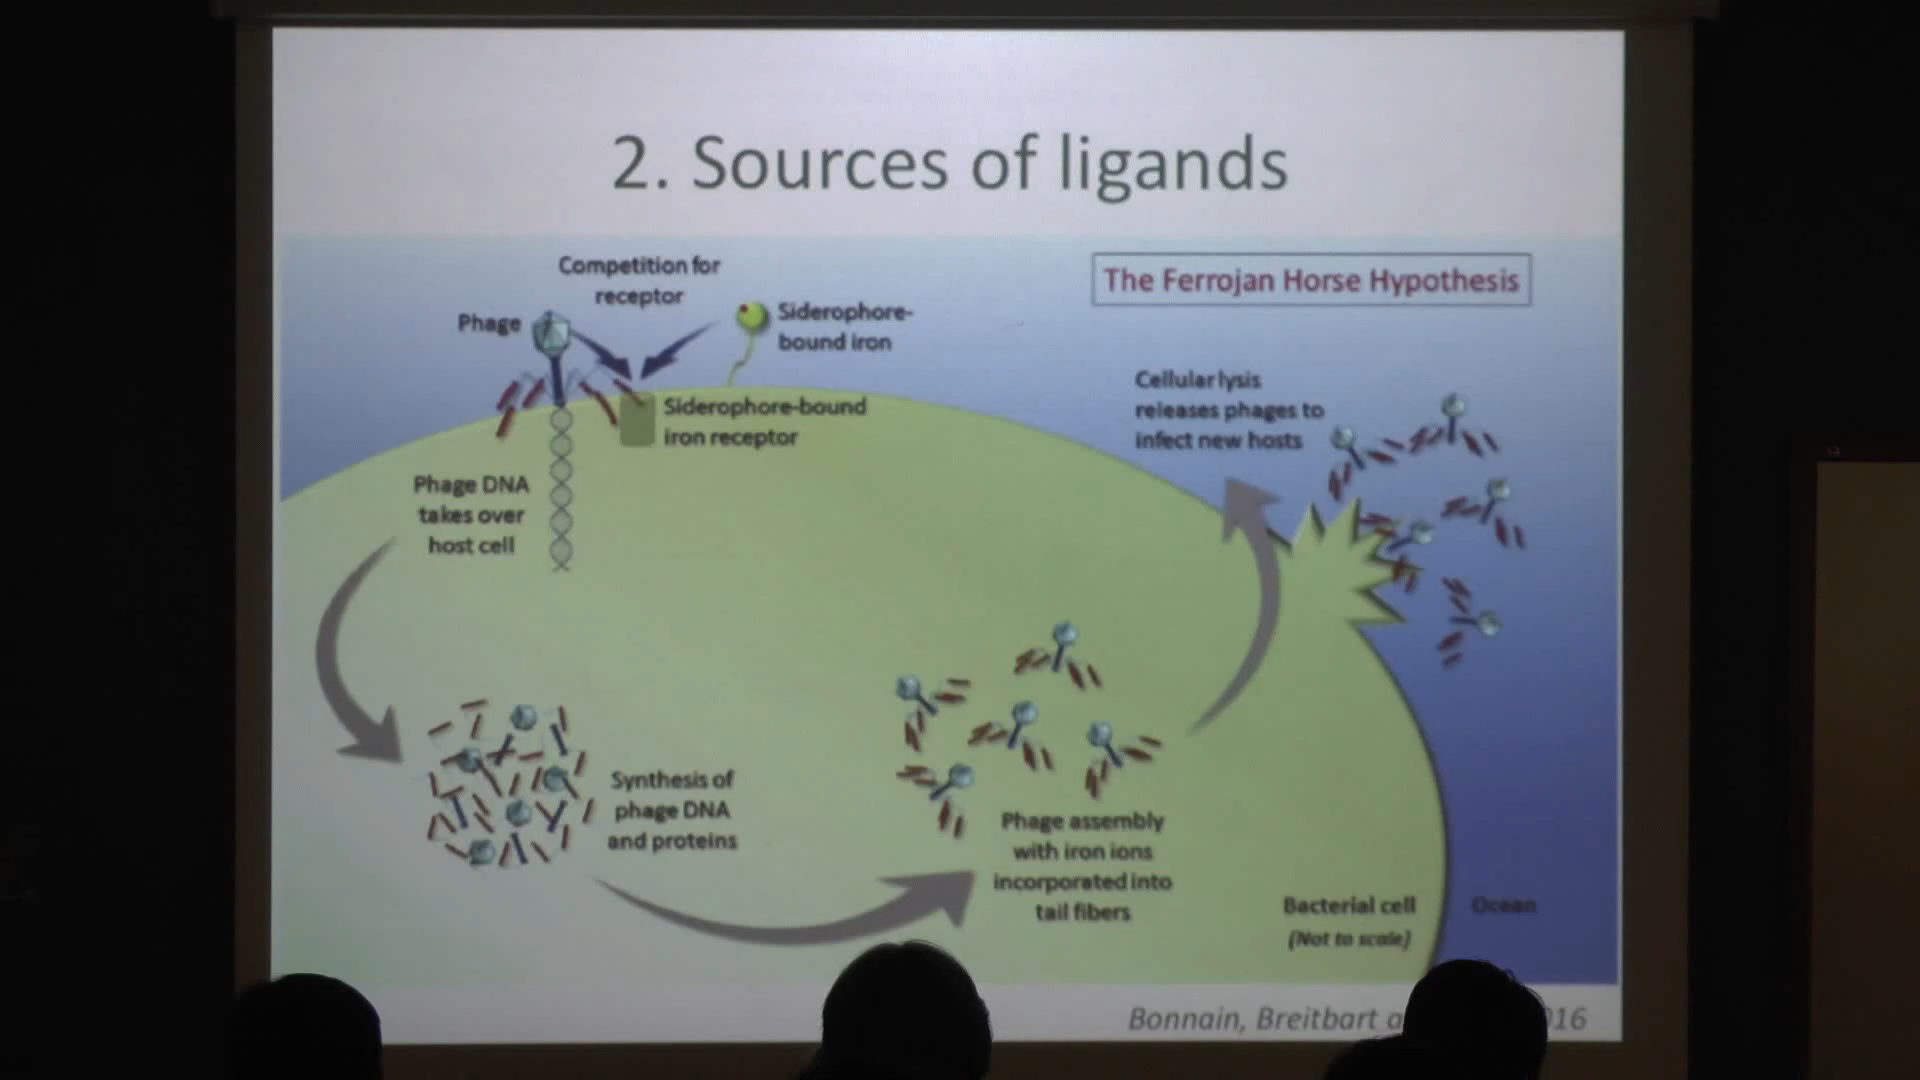 2. Sources of ligands
Competition for
receptor
The Ferrojan Horse Hypothesis
Phage
Siderophore-
bound iron
Cellular lysis
releases phages to
infect new hosts
Siderophore-bound
iron receptor
Phage DNA
takes over
host cell
Synthesis of
phage DNA
and proteins
Phage assembly
with iron ions
incorporated into
tail fibers
Bacterial cell
(Not to scale)
Ocean
Bonnain, Breitbart